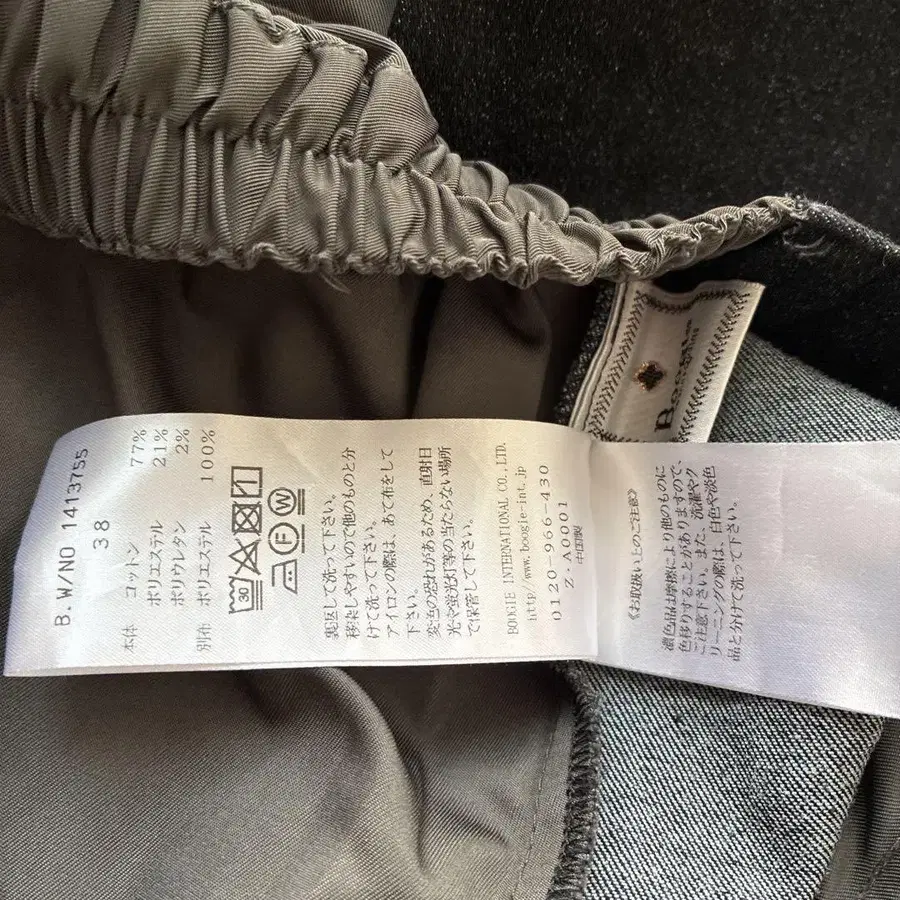 B.W/NO 1413755
38
本体 コットン 77%
ポリエステル 21%
ポリウレタン 2%
別布 ポリエステル 100%
30
F W
裏返して洗って下さい。
移染しやすいので他のものと分
けて洗って下さい。
アイロンの際は、あて布をして
下さい。
変色の恐れがあるため、直射日
光や蛍光灯等の当たらない場所
で保管して下さい。
BOOGIE INTERNATIONAL CO.,LTD.
http://www.boogie-int.jp
0120-966-430
Z.A0001
中国製
《お取扱い上のご注意》
濃色品は摩擦により他のものに
色移りすることがありますので、
ご注意下さい。また、洗濯やク
リーニングの際は、白色や淡色
品と分けて洗って下さい。